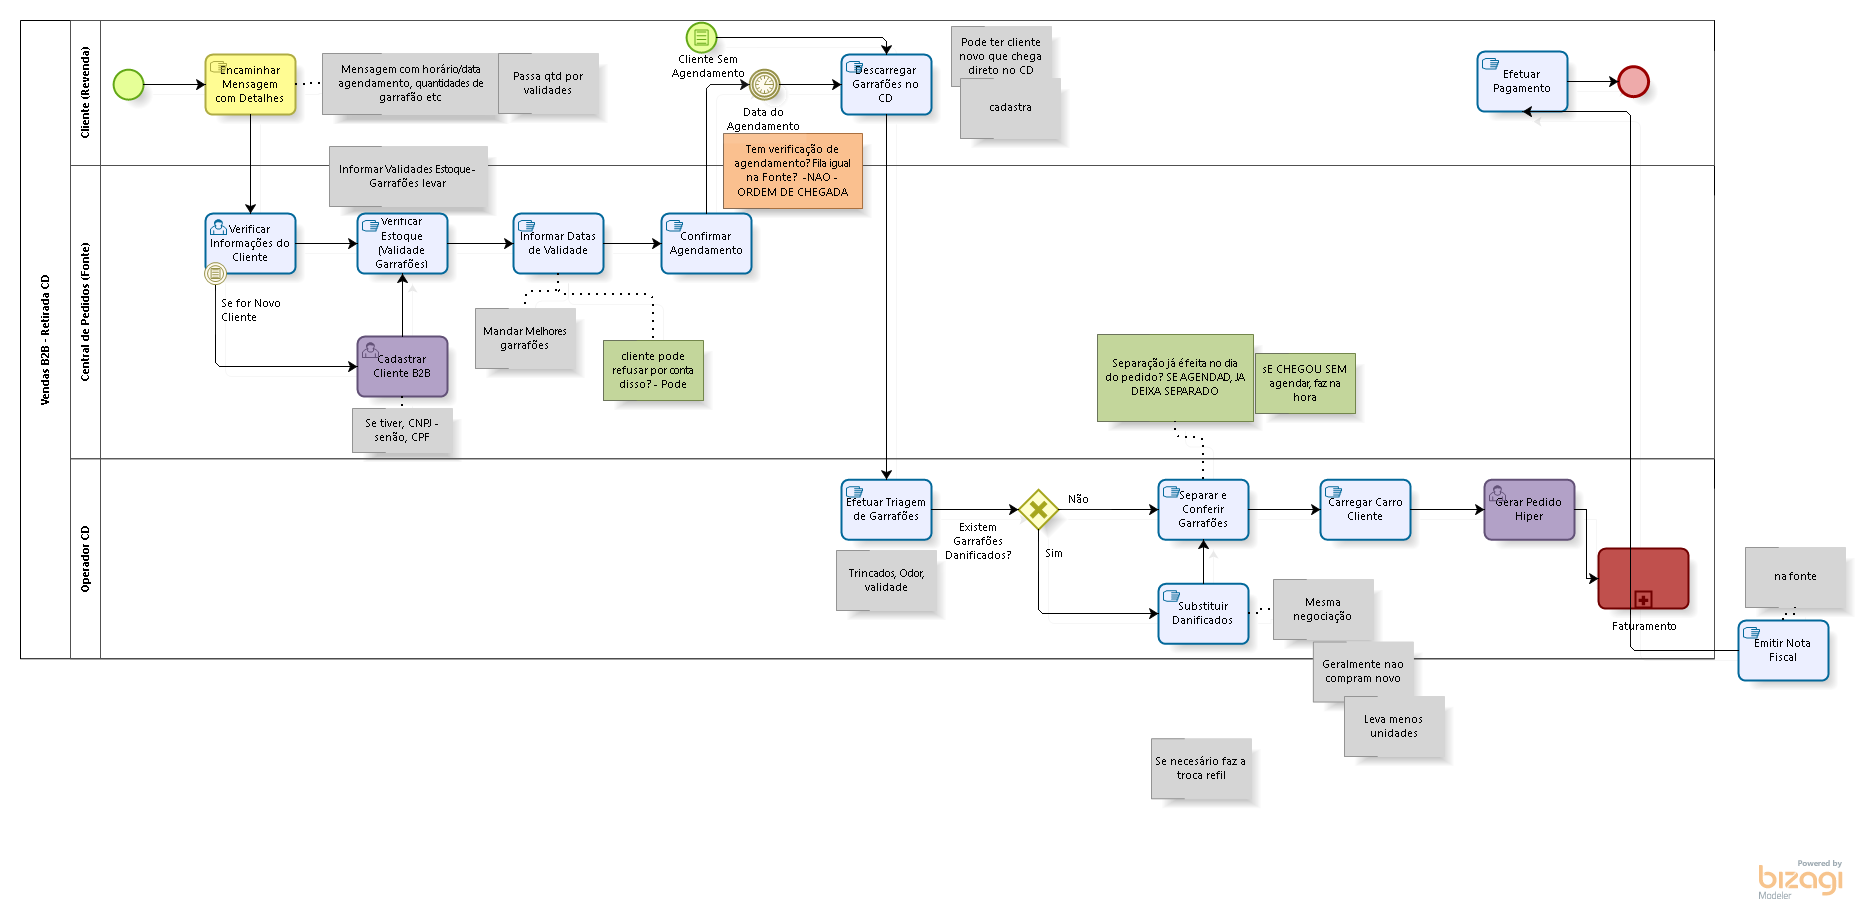 Vendas B2B - Retirada CD
Cliente (Revenda)
Central de Pedidos (Fonte)
Operador CD
Encaminhar
Mensagem
com Detalhes
Mensagem com horário/data
agendamento, quantidades de
garrafão etc
Passa qtd por
validades
Cliente Sem
Agendamento
Data do
Agendamento
Descarregar
Garrafões no
CD
Pode ter cliente
novo que chega
direto no CD
cadastra
Efetuar
Pagamento
Tem verificação de
agendamento? Fila igual
na Fonte? -NAO -
ORDEM DE CHEGADA
Informar Validades Estoque-
Garrafões levar
Verificar
Informações do
Cliente
Verificar
Estoque
(Validade
Garrafões)
Informar Datas
de Validade
Confirmar
Agendamento
Se for Novo
Cliente
Cadastrar
Cliente B2B
Se tiver, CNPJ -
senão, CPF
Mandar Melhores
garrafões
cliente pode
refusar por conta
disso? - Pode
Separação já é feita no dia
do pedido? SE AGENDAD, JA
DEIXA SEPARADO
sE CHEGOU SEM
agendar, faz na
hora
Efetuar Triagem
de Garrafões
Trincados, Odor,
validade
Existem
Garrafões
Danificados?
Não
Sim
Separar e
Conferir
Garrafões
Carregar Carro
Cliente
Gerar Pedido
Hiper
Substituir
Danificados
Mesma
negociação
Geralmente nao
compram novo
Leva menos
unidades
Se necesário faz a
troca refil
Faturamento
na fonte
Emitir Nota
Fiscal
Powered by
bizagi
Modeler